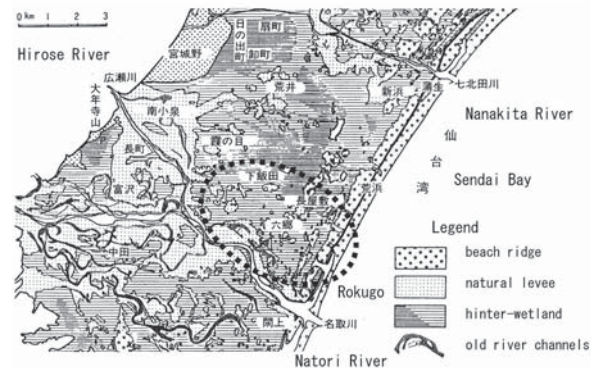 0 km 1 2 3
Hirose River
広瀬川
大年寺山
宮城野
日の出町
扇町
卸町
荒井
南小泉
長町
霞の目
富沢
中田
下飯田
長屋敷
六郷
新浜
蒲生
七北田川
Nanakita River
仙台湾
荒浜
Sendai Bay
Rokugo
閖上
名取川
Natori River
Legend
beach ridge
natural levee
hinter-wetland
old river channels